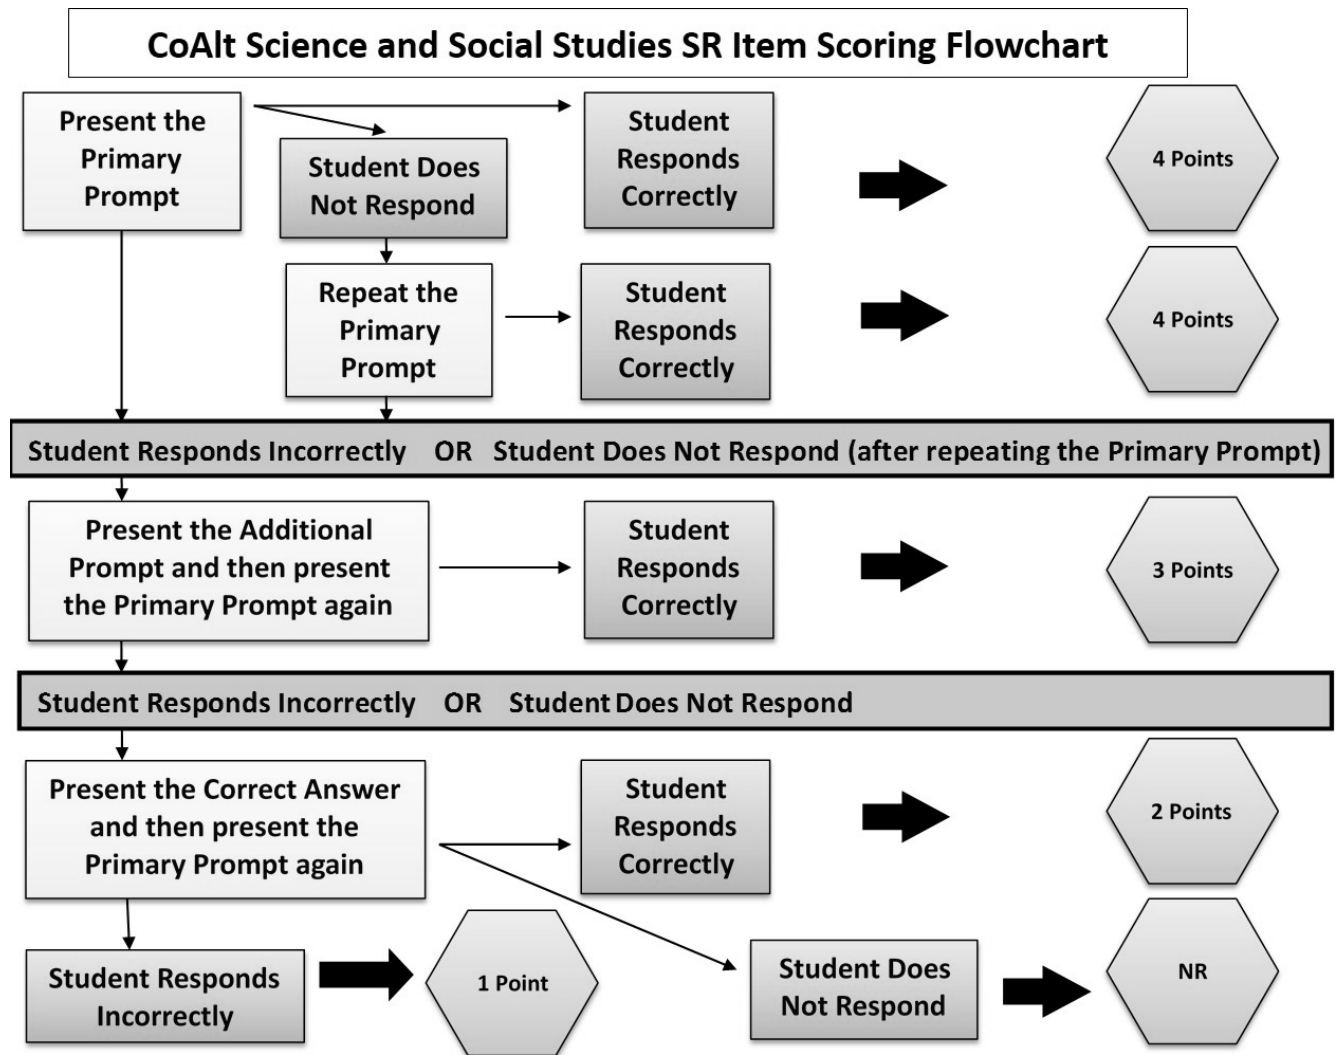 CoAlt Science and Social Studies SR Item Scoring Flowchart
Present the
Primary
Prompt
Student Does
Not Respond
Student
Responds
Correctly
4 Points
Repeat the
Primary
Prompt
Student
Responds
Correctly
4 Points
Student Responds Incorrectly OR Student Does Not Respond (after repeating the Primary Prompt)
Present the Additional
Prompt and then present
the Primary Prompt again
Student
Responds
Correctly
3 Points
Student Responds Incorrectly OR Student Does Not Respond
Present the Correct Answer
and then present the
Primary Prompt again
Student
Responds
Correctly
2 Points
Student Responds
Incorrectly
1 Point
Student Does
Not Respond
NR